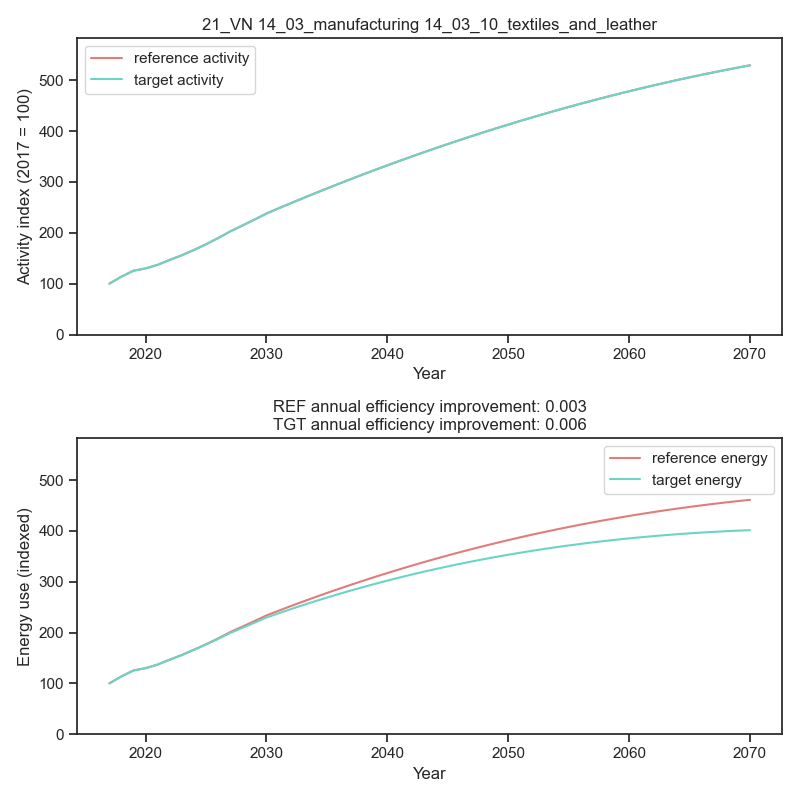 21_VN 14_03_manufacturing 14_03_10_textiles_and_leather
reference activity
target activity
Activity index (2017 = 100)
500
400
300
200
100
0
2020 2030 2040 2050 2060 2070
Year
REF annual efficiency improvement: 0.003
TGT annual efficiency improvement: 0.006
reference energy
target energy
Energy use (indexed)
500
400
300
200
100
0
2020 2030 2040 2050 2060 2070
Year